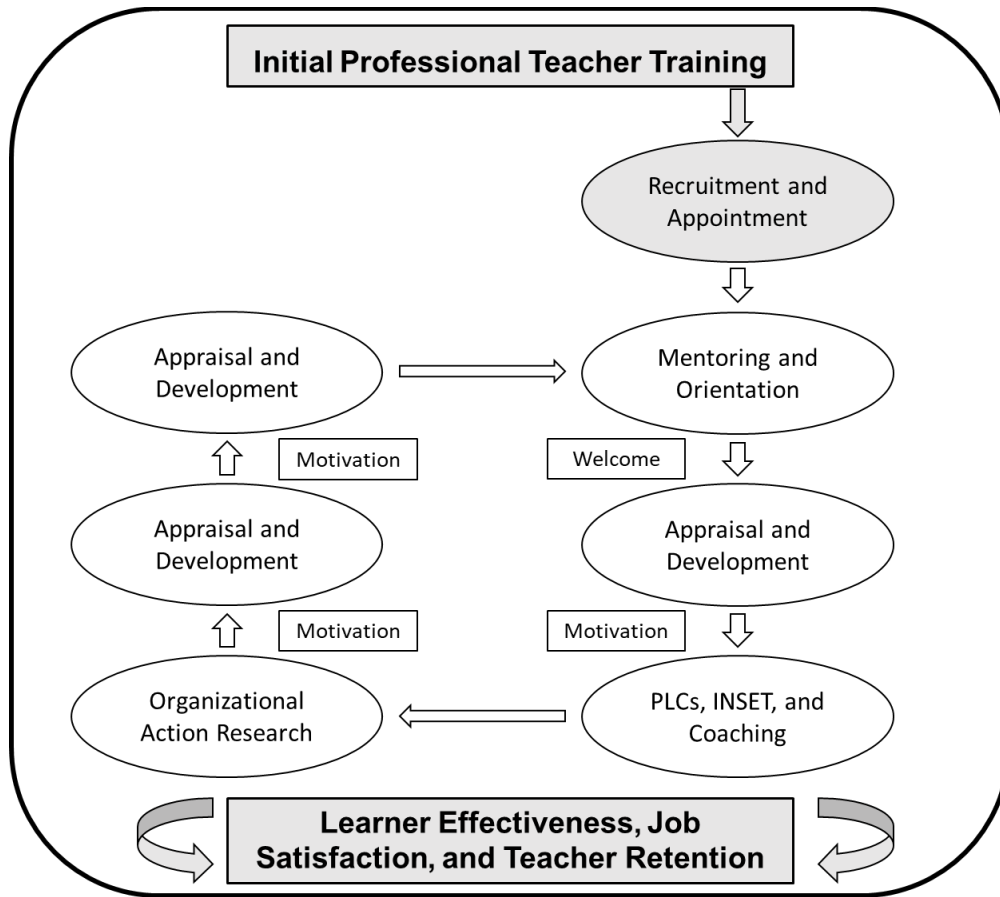 Initial Professional Teacher Training
Recruitment and
Appointment
Appraisal and
Development
Mentoring and
Orientation
Motivation
Welcome
Appraisal and
Development
Appraisal and
Development
Motivation
Motivation
Organizational
Action Research
PLCs, INSET, and
Coaching
Learner Effectiveness, Job
Satisfaction, and Teacher Retention